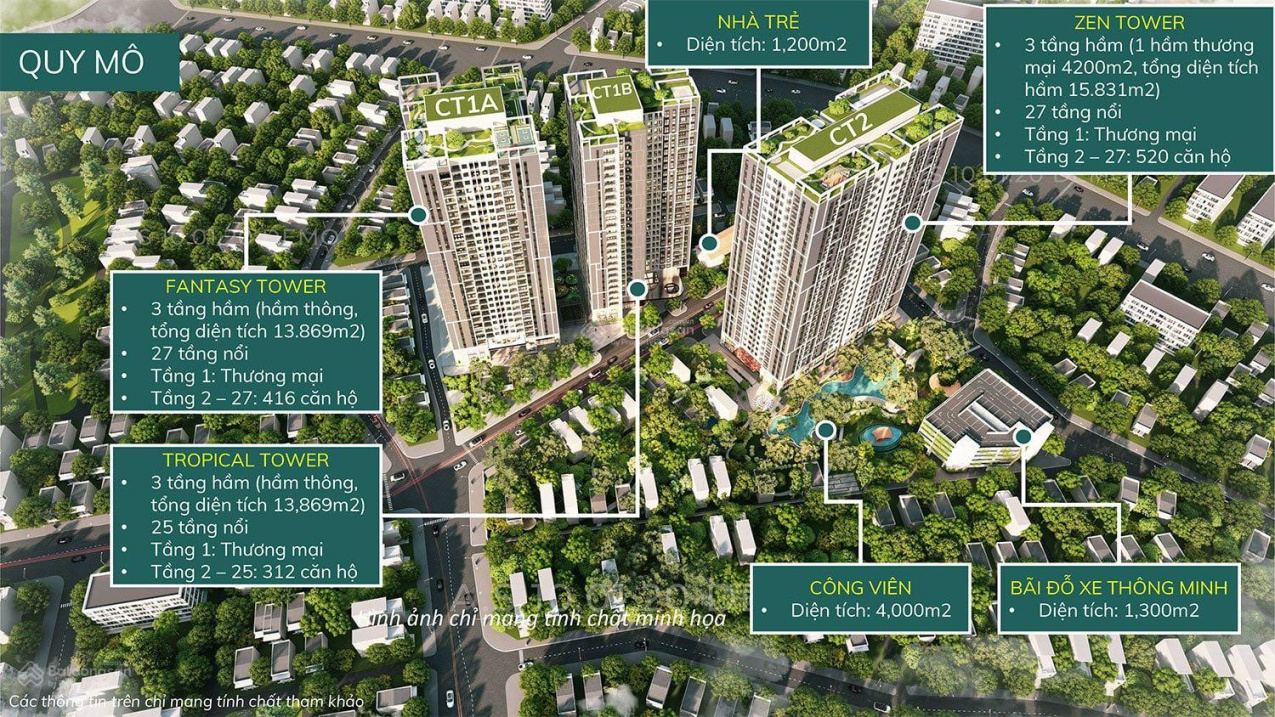 QUY MÔ
NHÀ TRẺ
• Diện tích: 1,200m2
ZEN TOWER
• 3 tầng hầm (1 hầm thương
mại 4200m2, tổng diện tích
hầm 15.831m2)
• 27 tầng nổi
• Tầng 1: Thương mại
• Tầng 2 – 27: 520 căn hộ
CT1A
CT1B
CT2
FANTASY TOWER
• 3 tầng hầm (hầm thông,
tổng diện tích 13.869m2)
• 27 tầng nổi
• Tầng 1: Thương mại
• Tầng 2 – 27: 416 căn hộ
TROPICAL TOWER
• 3 tầng hầm (hầm thông,
tổng diện tích 13,869m2)
• 25 tầng nổi
• Tầng 1: Thương mại
• Tầng 2 – 25: 312 căn hộ
CÔNG VIÊN
• Diện tích: 4,000m2
BÃI ĐỖ XE THÔNG MINH
• Diện tích: 1,300m2
Hình ảnh chỉ mang tính chất minh họa
Batdongsan
Các thông tin trên chỉ mang tính chất tham khảo